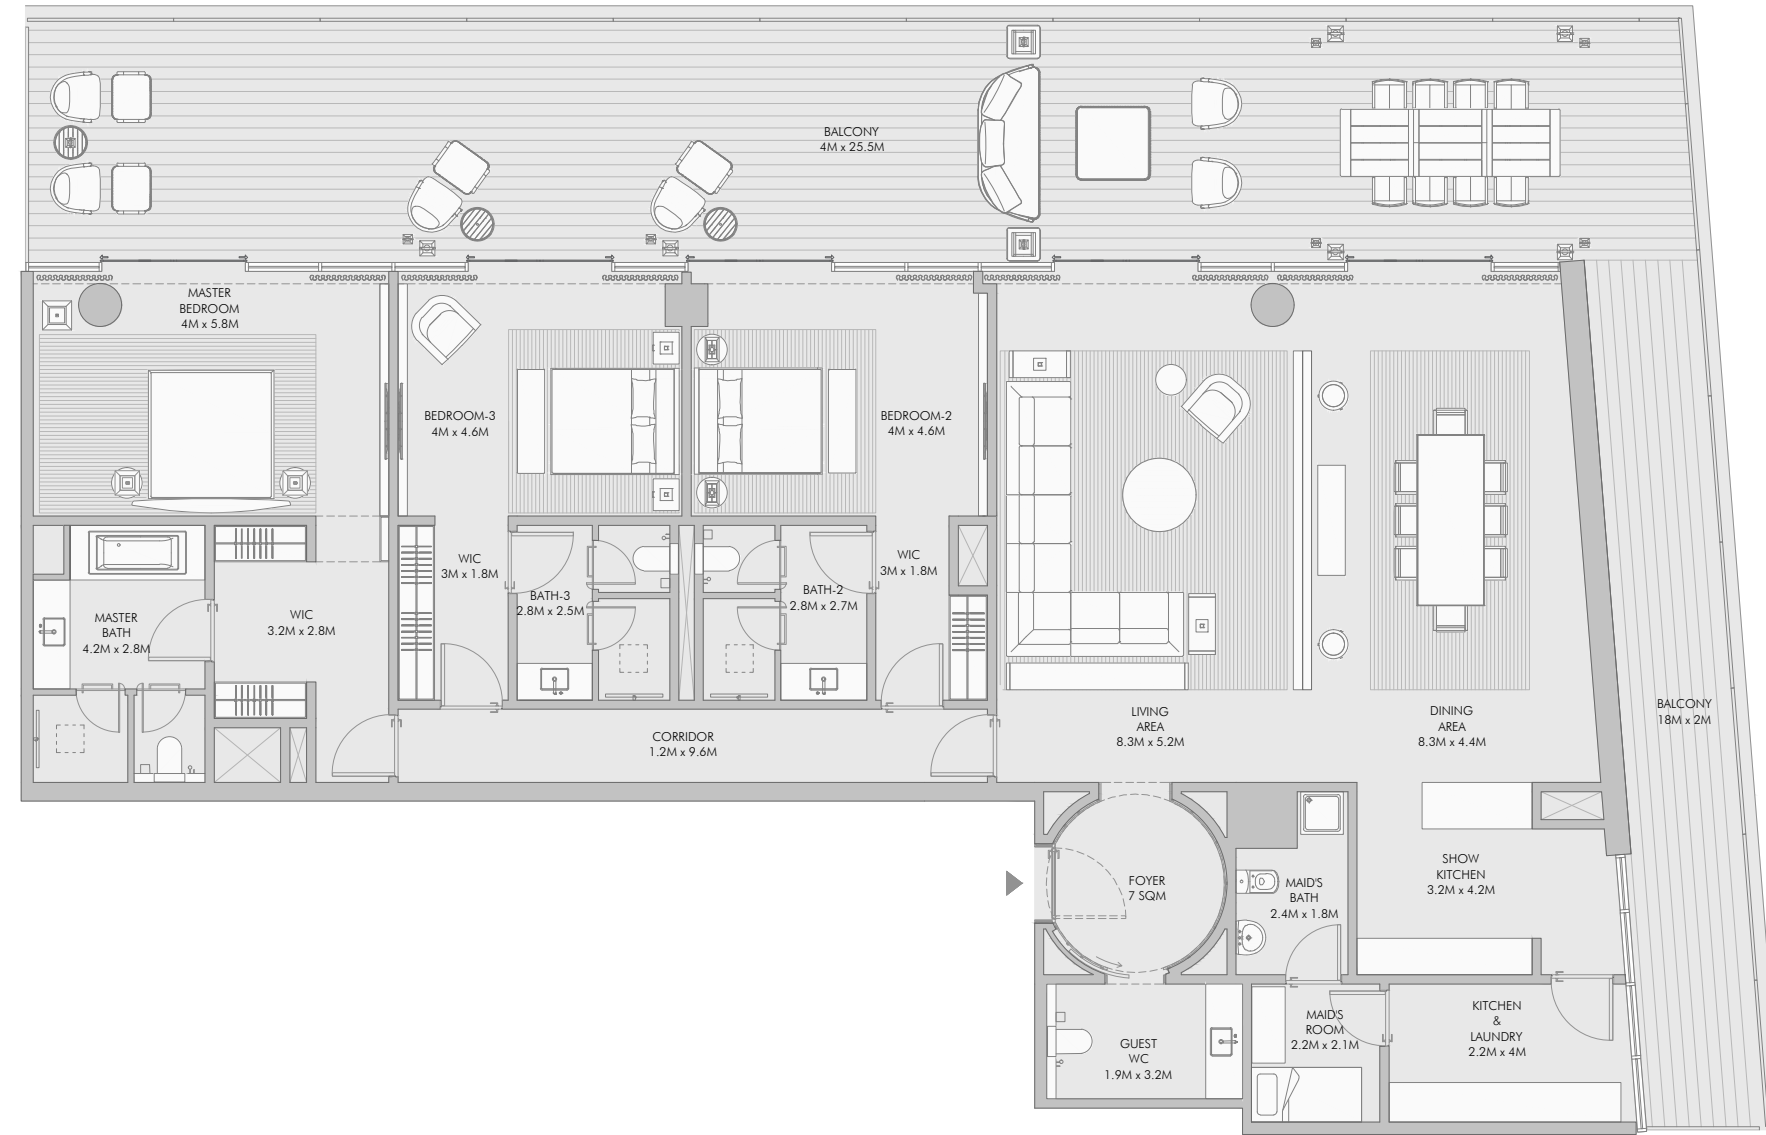 BALCONY
4M x 25.5M
MASTER
BEDROOM
4M x 5.8M
BEDROOM-3
4M x 4.6M
BEDROOM-2
4M x 4.6M
WIC
3M x 1.8M
WIC
3M x 1.8M
BATH-3
2.8M x 2.5M
BATH-2
2.8M x 2.7M
MASTER
BATH
4.2M x 2.8M
WIC
3.2M x 2.8M
CORRIDOR
1.2M x 9.6M
LIVING
AREA
8.3M x 5.2M
DINING
AREA
8.3M x 4.4M
BALCONY
18M x 2M
FOYER
7 SQM
MAID'S
BATH
2.4M x 1.8M
SHOW
KITCHEN
3.2M x 4.2M
GUEST
WC
1.9M x 3.2M
MAID'S
ROOM
2.2M x 2.1M
KITCHEN
&
LAUNDRY
2.2M x 4M